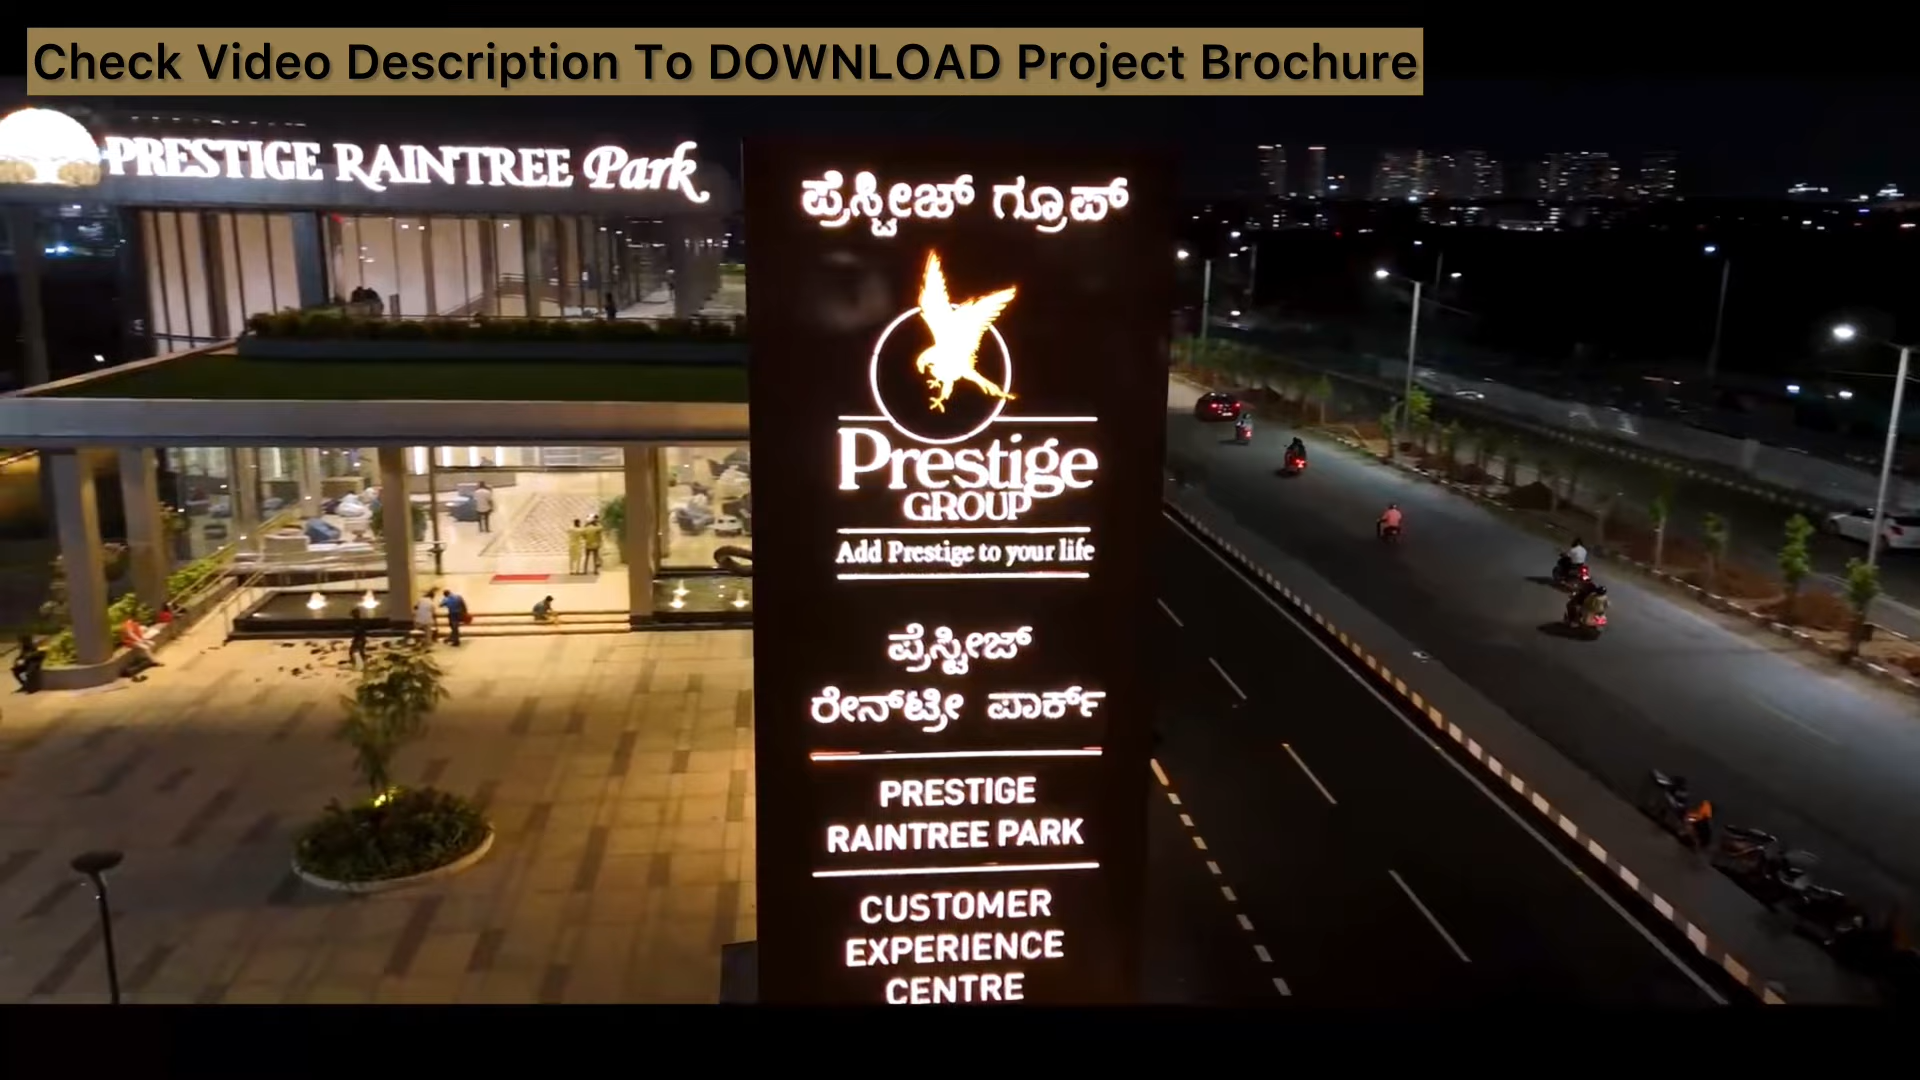 Check Video Description To DOWNLOAD Project Brochure
PRESTIGE RAINTREE Park
ಪ್ರೆಸ್ಟೀಜ್ ಗ್ರೂಪ್
Prestige
GROUP
Add Prestige to your life
ಪ್ರೆಸ್ಟೀಜ್
ರೇನ್‌ಟ್ರೀ ಪಾರ್ಕ್
PRESTIGE
RAINTREE PARK
CUSTOMER
EXPERIENCE
CENTRE